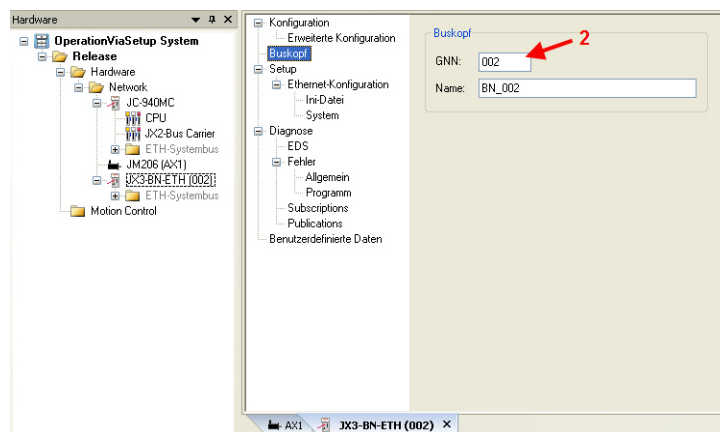 Hardware
OperationViaSetup System
Release
Hardware
Network
JC-940MC
CPU
JX2-Bus Carrier
ETH-Systembus
JM206 (AX1)
JX3-BN-ETH (002)
ETH-Systembus
Motion Control
Konfiguration
Erweiterte Konfiguration
Buskopf
Setup
Ethernet-Konfiguration
Ini-Datei
System
Diagnose
EDS
Fehler
Allgemein
Programm
Subscriptions
Publications
Benutzerdefinierte Daten
Buskopf
2
GNN: 002
Name: BN_002
AX1 JX3-BN-ETH (002)